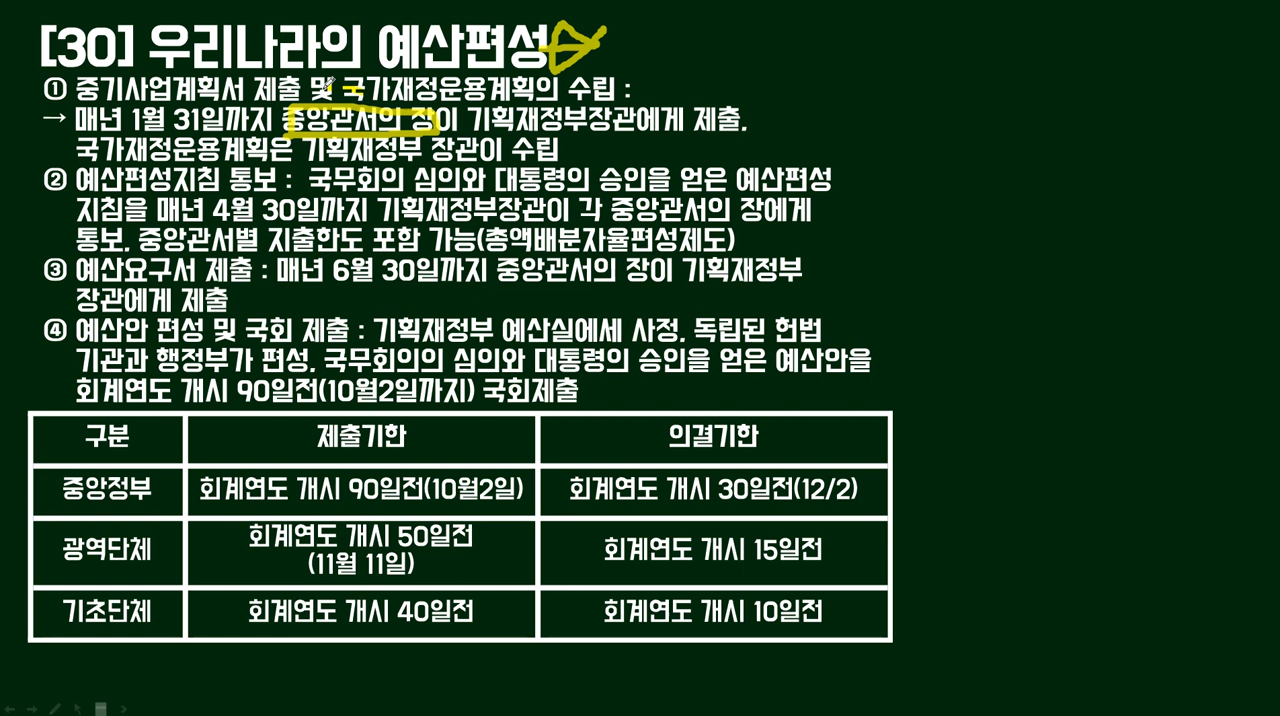 [30] 우리나라의 예산편성
① 중기사업계획서 제출 및 국가재정운용계획의 수립 :
→ 매년 1월 31일까지 중앙관서의 장이 기획재정부장관에게 제출,
국가재정운용계획은 기획재정부 장관이 수립
② 예산편성지침 통보 : 국무회의 심의와 대통령의 승인을 얻은 예산편성
지침을 매년 4월 30일까지 기획재정부장관이 각 중앙관서의 장에게
통보, 중앙관서별 지출한도 포함 가능(총액배분자율편성제도)
③ 예산요구서 제출 : 매년 6월 30일까지 중앙관서의 장이 기획재정부
장관에게 제출
④ 예산안 편성 및 국회 제출 : 기획재정부 예산실에세 사정, 독립된 헌법
기관과 행정부가 편성, 국무회의의 심의와 대통령의 승인을 얻은 예산안을
회계연도 개시 90일전(10월2일까지) 국회제출
구분 제출기한 의결기한
중앙정부 회계연도 개시 90일전(10월2일) 회계연도 개시 30일전(12/2)
광역단체 회계연도 개시 50일전 회계연도 개시 15일전
(11월 11일)
기초단체 회계연도 개시 40일전 회계연도 개시 10일전